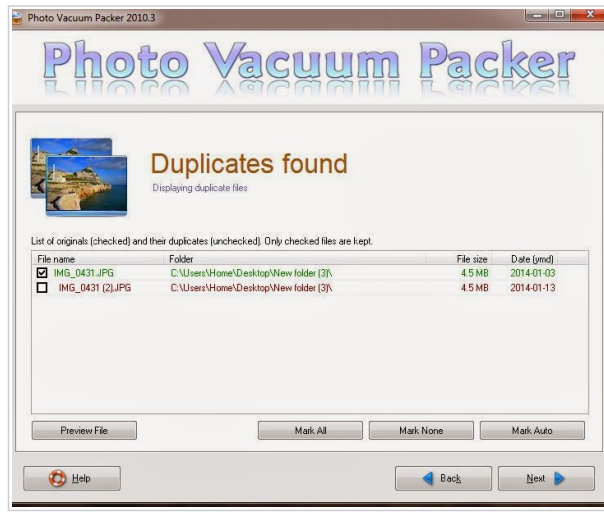 Photo Vacuum Packer 2010.3
Photo Vacuum Packer
Duplicates found
Displaying duplicate files
List of originals (checked) and their duplicates (unchecked). Only checked files are kept.
File name Folder File size Date (ymd)
IMG_0431.JPG C:\Users\Home\Desktop\New folder (3)\ 4.5 MB 2014-01-03
IMG_0431 (2).JPG C:\Users\Home\Desktop\New folder (3)\ 4.5 MB 2014-01-13
Preview File Mark All Mark None Mark Auto
Help Back Next